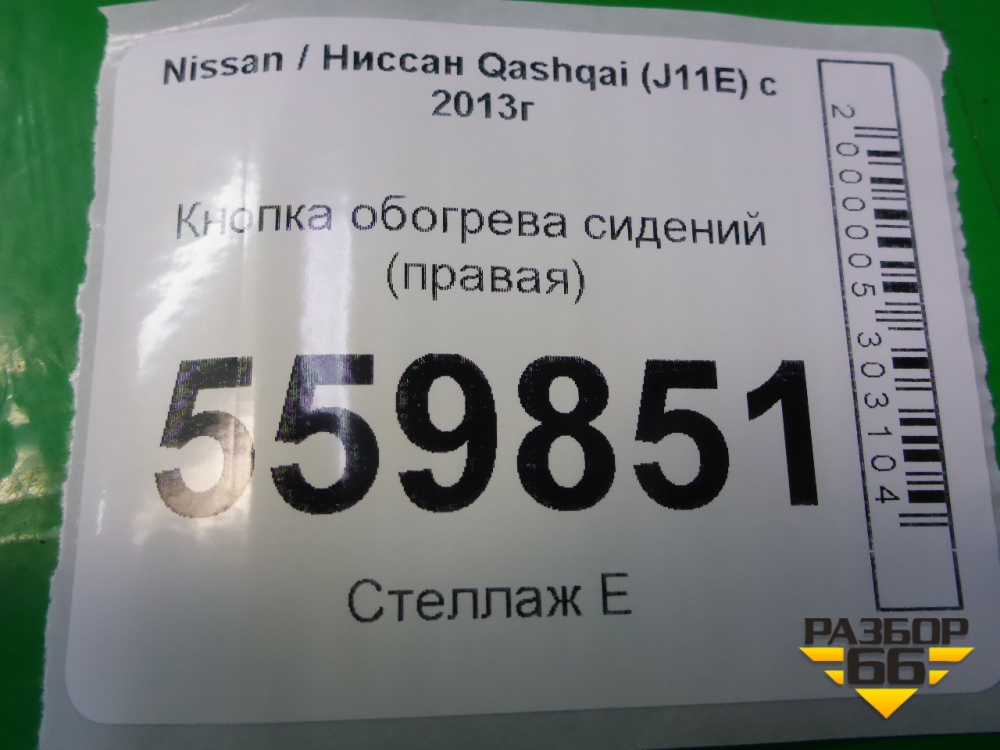 Nissan / Ниссан Qashqai (J11E) с
2013г
Кнопка обогрева сидений
(правая)
559851
Стеллаж Е
2000005303104
РАЗБОР
66